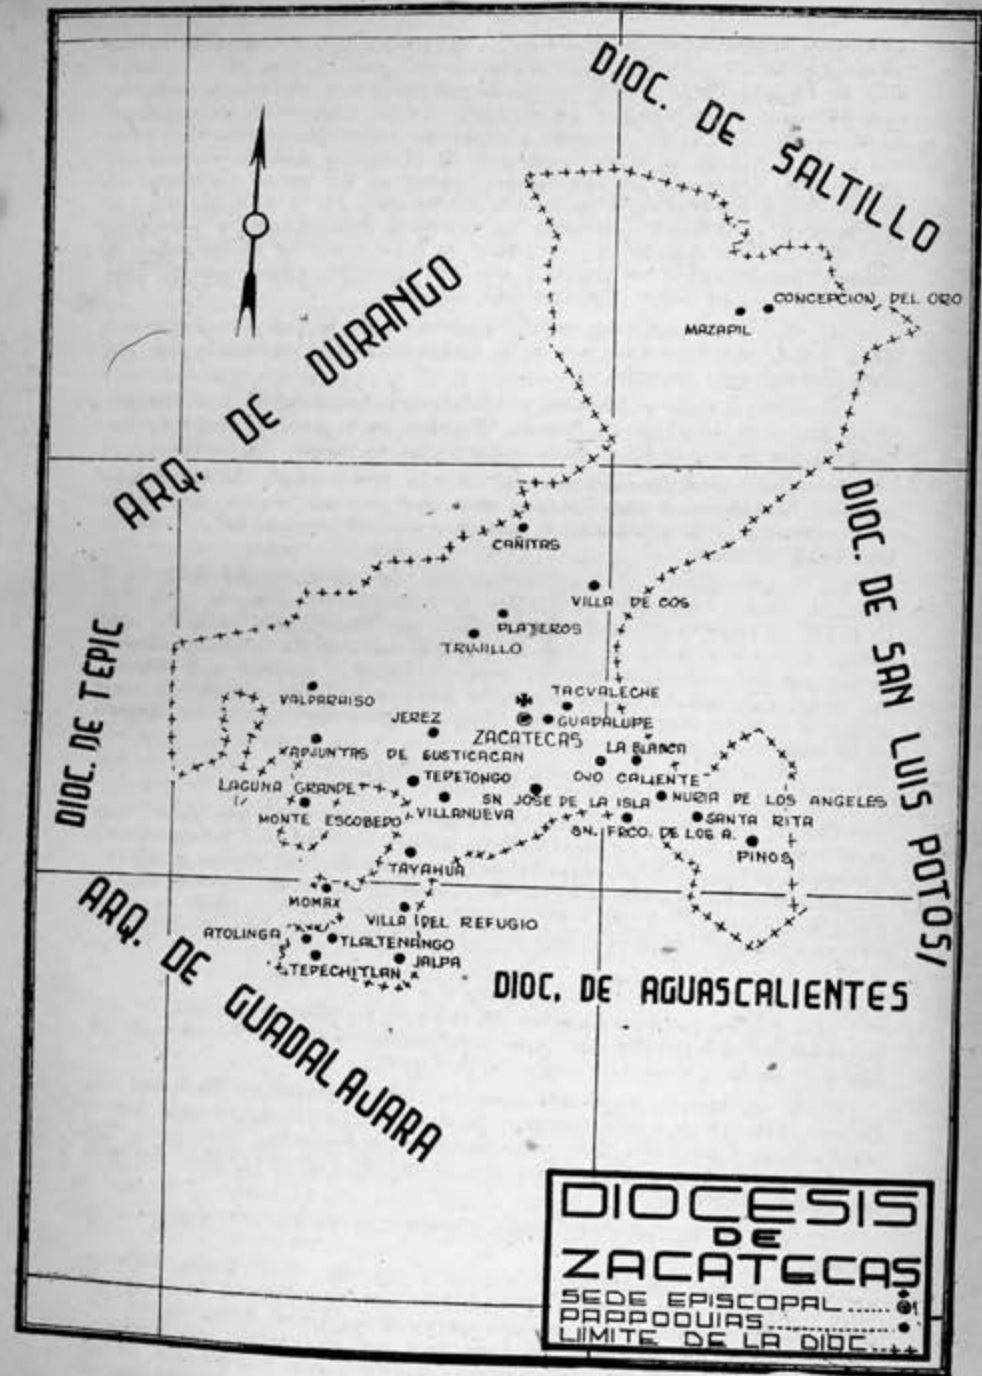 DIOC. DE SALTILLO
ARQ. DE DURANGO
CONCEPCION DEL ORO
MAZAPIL
DIOC. DE SAN LUIS POTOSI
CAÑITAS
VILLA DE COS
PLATEROS
TRUJILLO
DIOC. DE TEPIC
VALPARAISO
TACVALECHE
JEREZ
GUADALUPE
ZACATECAS
LA BLANCA
ADJUNTAS DE GUSTICACAN
OJO CALIENTE
TEPETONGO
LAGUNA GRANDE
SN JOSE DE LA ISLA
NURIA DE LOS ANGELES
MONTE ESCOBEDO
VILLANUEVA
SANTA RITA
SN. FRCO. DE LOS A.
PINOS
TAYAHUA
MOMAX
VILLA DEL REFUGIO
ATOLINGA
TLALTENANGO
JALPA
TEPECHITLAN
DIOC. DE AGUASCALIENTES
ARQ. DE GUADALAJARA
DIOCESIS
DE
ZACATECAS
SEDE EPISCOPAL......
PARROQUIAS..............
LIIMITE DE LA DIOC...++